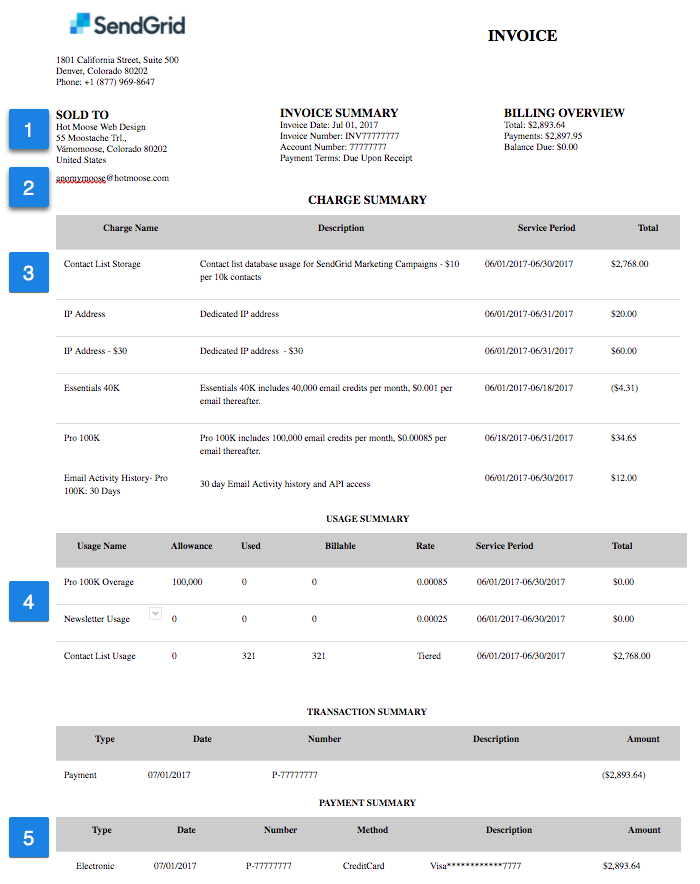 SendGrid
INVOICE
1801 California Street, Suite 500
Denver, Colorado 80202
Phone: +1 (877) 969-8647
1
SOLD TO
Hot Moose Web Design
55 Moostache Trl.,
Vámomoose, Colorado 80202
United States
INVOICE SUMMARY
Invoice Date: Jul 01, 2017
Invoice Number: INV77777777
Account Number: 77777777
Payment Terms: Due Upon Receipt
BILLING OVERVIEW
Total: $2,893.64
Payments: $2,897.95
Balance Due: $0.00
2
anomymoose@hotmoose.com
CHARGE SUMMARY
Charge Name Description Service Period Total
3
Contact List Storage Contact list database usage for SendGrid Marketing Campaigns - $10 06/01/2017-06/30/2017 $2,768.00
per 10k contacts
IP Address Dedicated IP address 06/01/2017-06/31/2017 $20.00
IP Address - $30 Dedicated IP address - $30 06/01/2017-06/31/2017 $60.00
Essentials 40K Essentials 40K includes 40,000 email credits per month, $0.001 per 06/01/2017-06/18/2017 ($4.31)
email thereafter.
Pro 100K Pro 100K includes 100,000 email credits per month, $0.00085 per 06/18/2017-06/31/2017 $34.65
email thereafter.
Email Activity History- Pro 06/01/2017-06/30/2017 $12.00
100K: 30 Days 30 day Email Activity history and API access
USAGE SUMMARY
Usage Name Allowance Used Billable Rate Service Period Total
4
Pro 100K Overage 100,000 0 0 0.00085 06/01/2017-06/30/2017 $0.00
Newsletter Usage 0 0 0 0.00025 06/01/2017-06/30/2017 $0.00
Contact List Usage 0 321 321 Tiered 06/01/2017-06/30/2017 $2,768.00
TRANSACTION SUMMARY
Type Date Number Description Amount
Payment 07/01/2017 P-77777777 ($2,893.64)
PAYMENT SUMMARY
5
Type Date Number Method Description Amount
Electronic 07/01/2017 P-77777777 CreditCard Visa************7777 $2,893.64